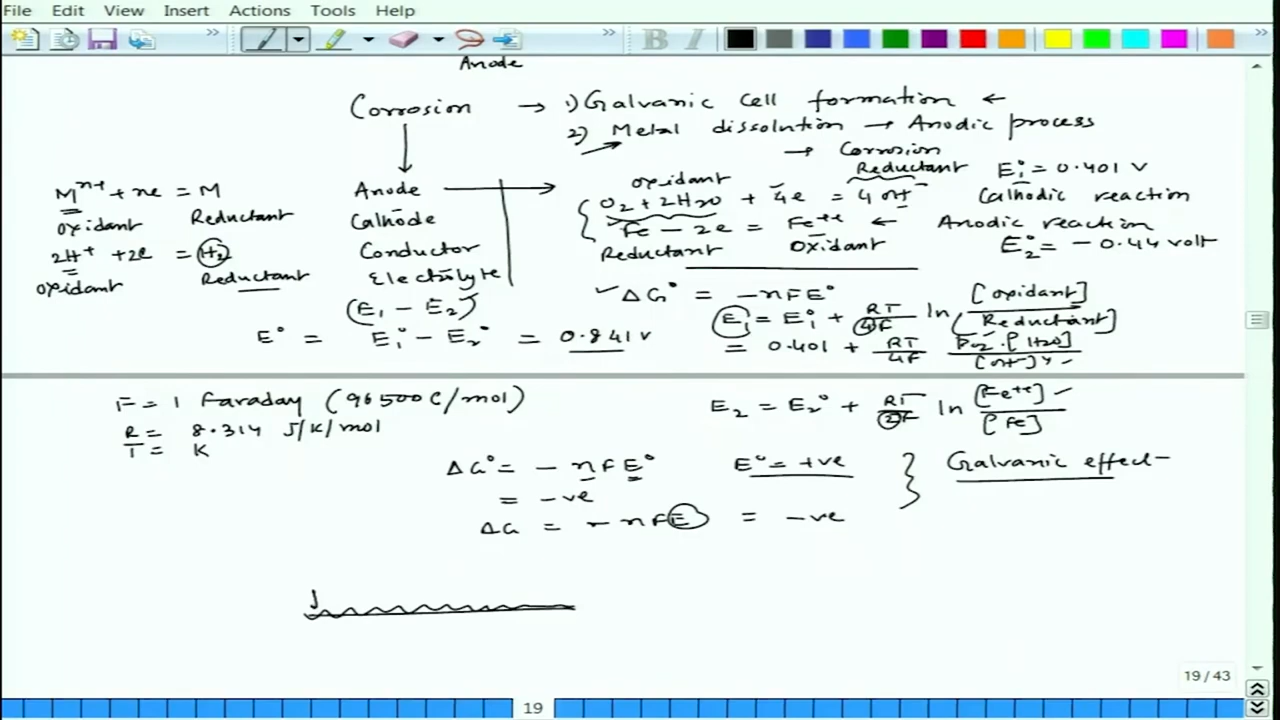 File Edit View Insert Actions Tools Help
B I
Anode
Corrosion → 1) Galvanic Cell formation ←
2) Metal dissolution → Anodic process
→ Corrosion
Mⁿ⁺ + ne = M
oxidant Reductant
2H⁺ + 2e = H₂
oxidant Reductant
Anode
Cathode
Conductor
Electrolyte
oxidant Reductant E₁° = 0.401 V
O₂ + 2H₂O + 4e = 4OH⁻ Cathodic reaction
Fe - 2e = Fe⁺⁺ ← Anodic reaction
Reductant Oxidant E₂° = -0.44 volt
(E₁ - E₂)
E° = E₁° - E₂° = 0.841 V
ΔG° = -nFE°
E₁ = E₁° + RT/4F ln [oxidant]/[Reductant]
= 0.401 + RT/4F pO₂·[H₂O]/[OH⁻]⁴
F = 1 Faraday (96500 C/mol)
R = 8.314 J/K/mol
T = K
E₂ = E₂° + RT/2F ln [Fe⁺⁺]/[Fe]
ΔG° = - nFE° E° = +ve } Galvanic effect
= -ve
ΔG = - nFE = -ve
19 / 43
19